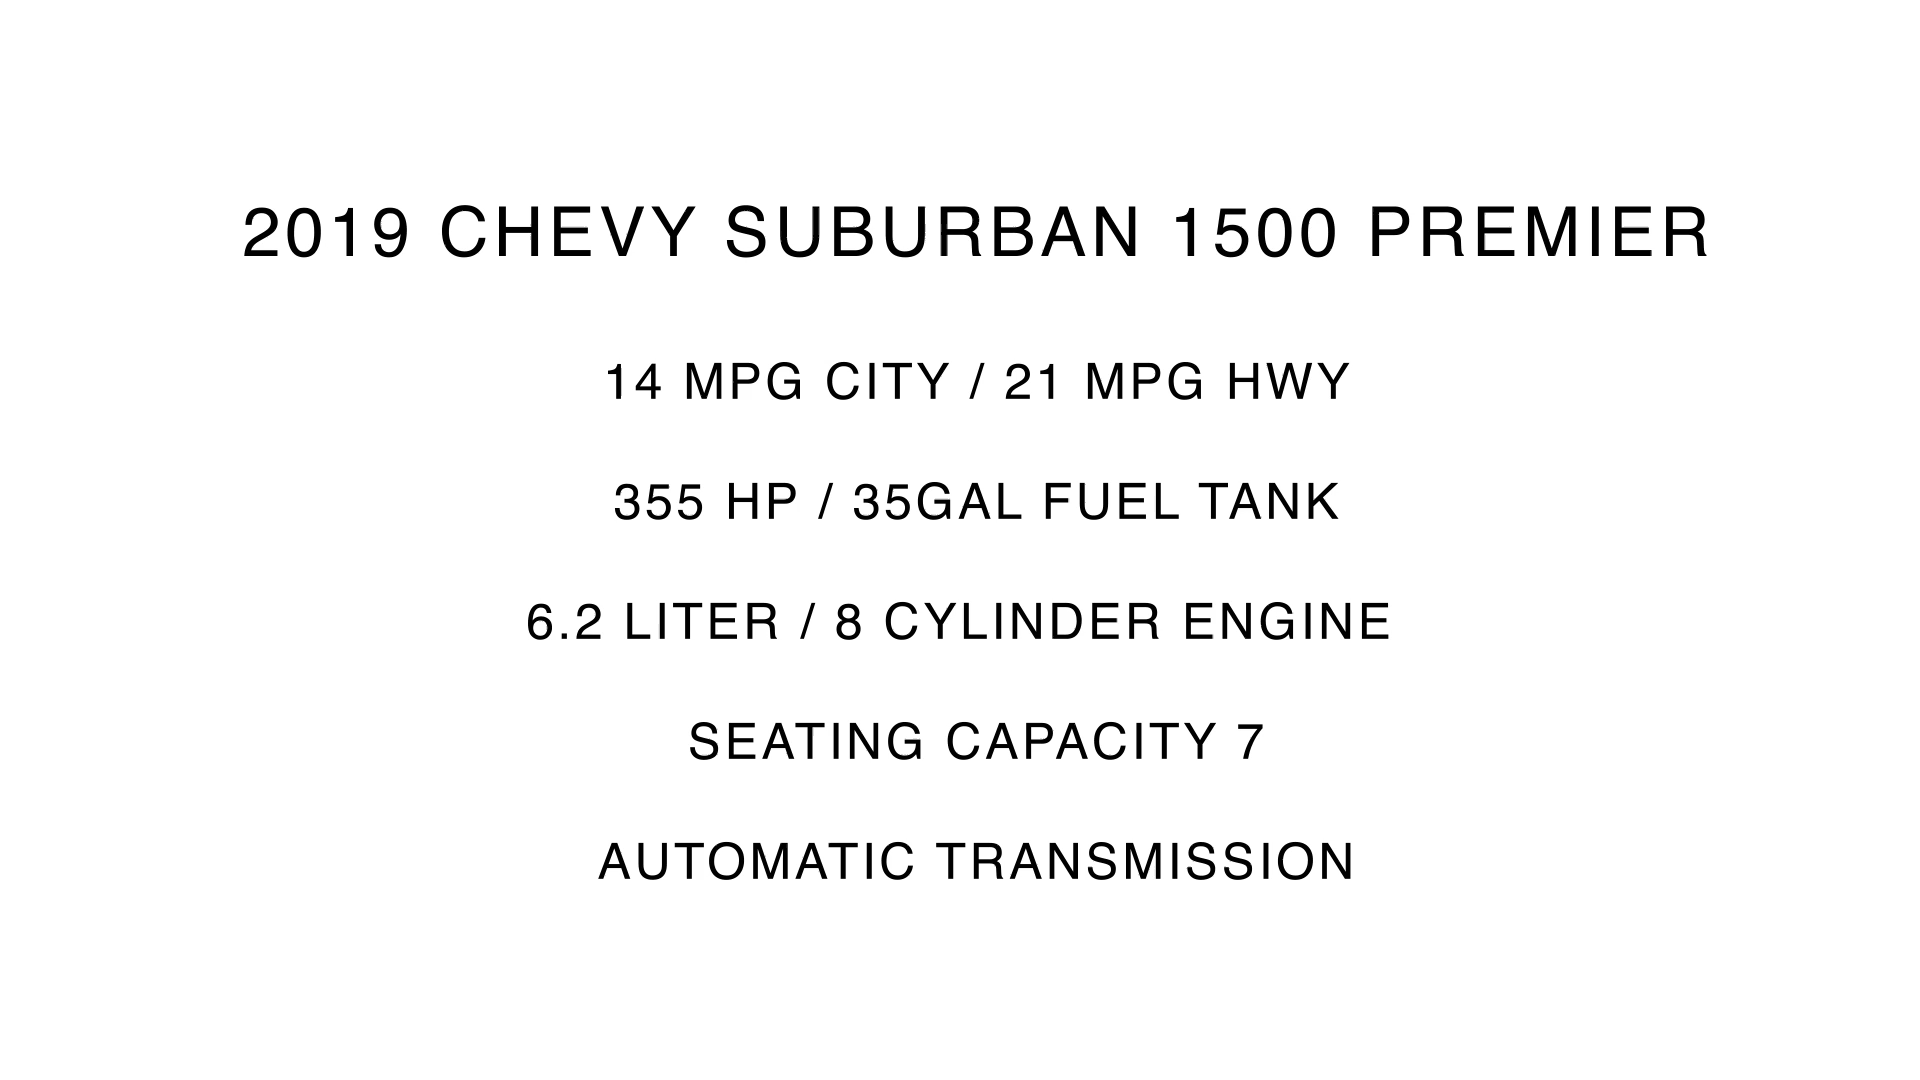 2019 CHEVY SUBURBAN 1500 PREMIER
14 MPG CITY / 21 MPG HWY
355 HP / 35GAL FUEL TANK
6.2 LITER / 8 CYLINDER ENGINE
SEATING CAPACITY 7
AUTOMATIC TRANSMISSION